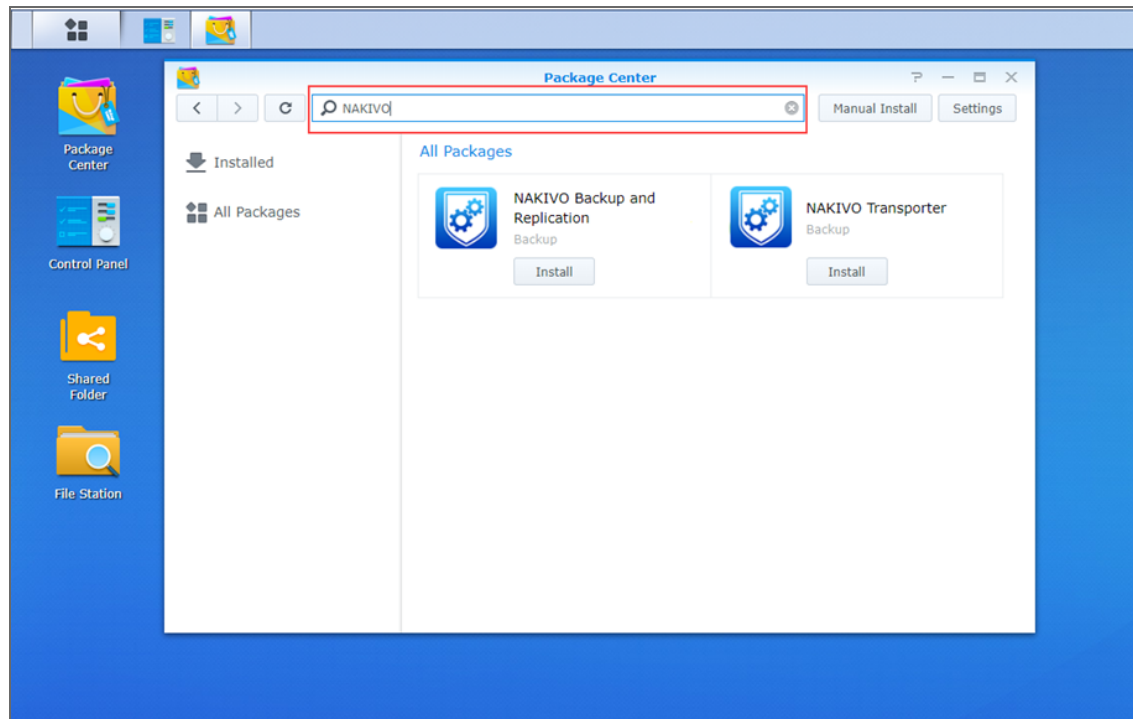 Package Center
NAKIVO
Manual Install
Settings
Package
Center
Control Panel
Shared
Folder
File Station
Installed
All Packages
All Packages
NAKIVO Backup and
Replication
Backup
Install
NAKIVO Transporter
Backup
Install